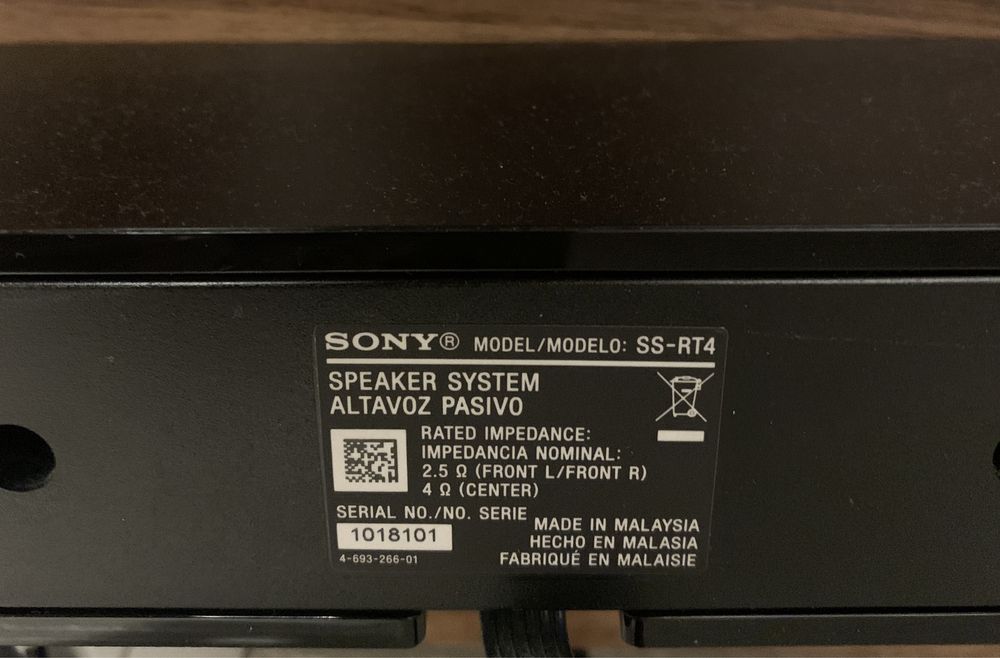 SONY® MODEL/MODELO: SS-RT4
SPEAKER SYSTEM
ALTAVOZ PASIVO
RATED IMPEDANCE:
IMPEDANCIA NOMINAL:
2.5 Ω (FRONT L/FRONT R)
4 Ω (CENTER)
SERIAL NO./NO. SERIE
1018101
4-693-266-01
MADE IN MALAYSIA
HECHO EN MALASIA
FABRIQUÉ EN MALAISIE